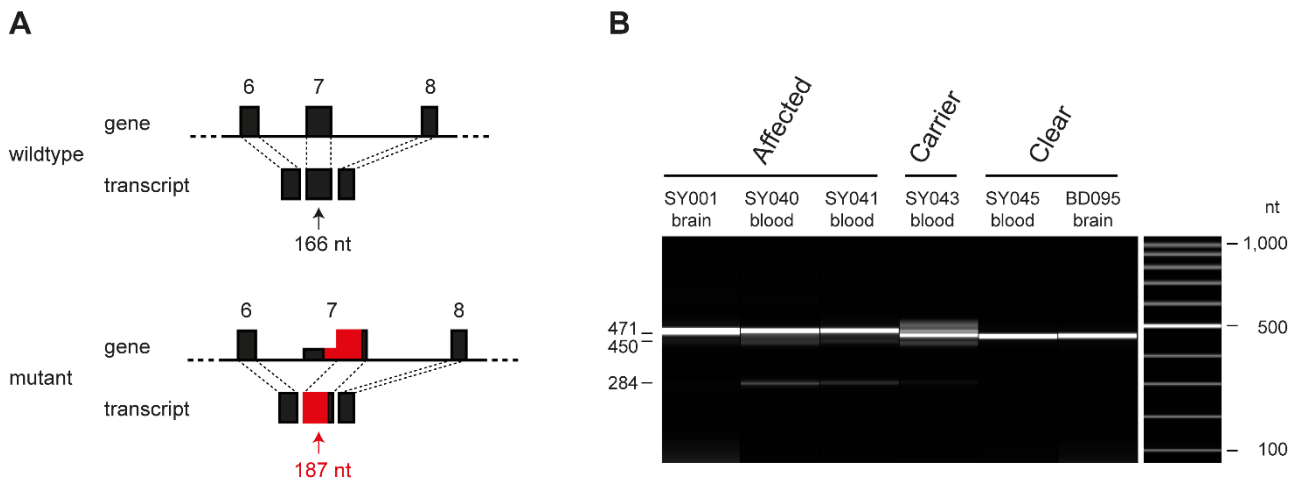 A
6 7 8
gene
wildtype
transcript
166 nt
6 7 8
gene
mutant
transcript
187 nt
B
Affected Carrier Clear
SY001 SY040 SY041 SY043 SY045 BD095
brain blood blood blood blood brain
nt
1,000
471
500
450
284
100